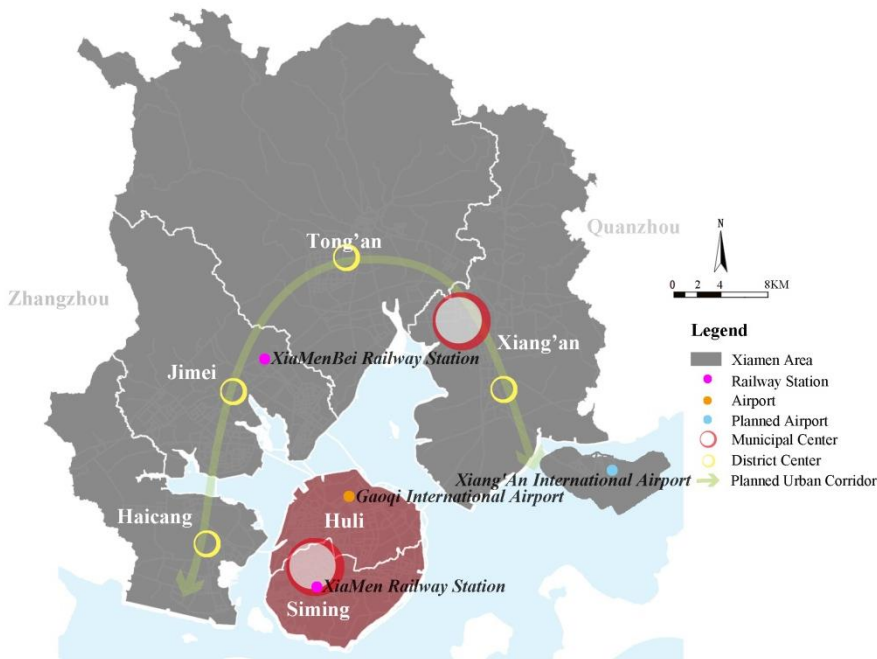 Quanzhou
Tong'an
Zhangzhou
N
0 2 4 8KM
Xiang'an
Legend
XiaMenBei Railway Station
Xiamen Area
Jimei
Railway Station
Airport
Planned Airport
Municipal Center
District Center
Xiang'An International Airport
Planned Urban Corridor
Gaoqi International Airport
Haicang
Huli
XiaMen Railway Station
Siming